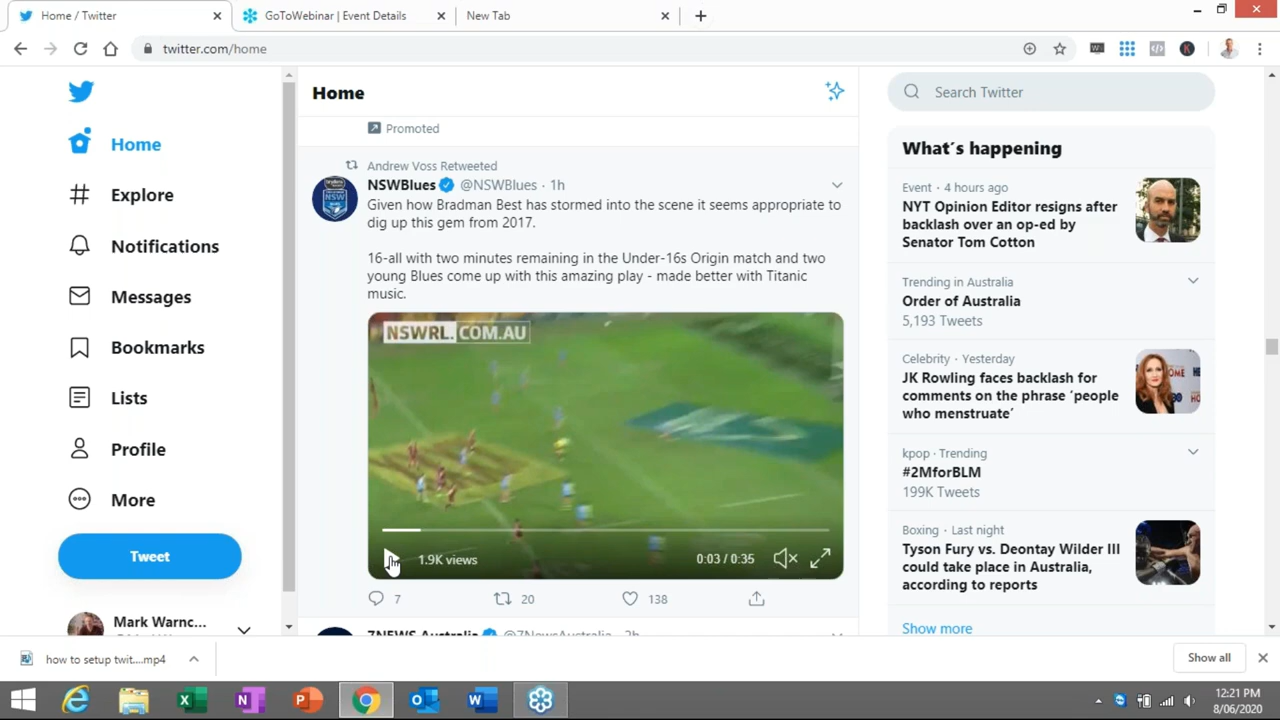 Home / Twitter
GoToWebinar | Event Details
New Tab
twitter.com/home
Home
Explore
Notifications
Messages
Bookmarks
Lists
Profile
More
Tweet
Mark Warnc...
Home
Promoted
Andrew Voss Retweeted
NSWBlues @NSWBlues · 1h
Given how Bradman Best has stormed into the scene it seems appropriate to
dig up this gem from 2017.
16-all with two minutes remaining in the Under-16s Origin match and two
young Blues come up with this amazing play - made better with Titanic
music.
NSWRL.COM.AU
1.9K views
0:03 / 0:35
7
20
138
7NEWS Australia @7NewsAustralia · 2h
Search Twitter
What's happening
Event · 4 hours ago
NYT Opinion Editor resigns after
backlash over an op-ed by
Senator Tom Cotton
Trending in Australia
Order of Australia
5,193 Tweets
Celebrity · Yesterday
JK Rowling faces backlash for
comments on the phrase 'people
who menstruate'
kpop · Trending
#2MforBLM
199K Tweets
Boxing · Last night
Tyson Fury vs. Deontay Wilder III
could take place in Australia,
according to reports
Show more
how to setup twit....mp4
Show all
12:21 PM
8/06/2020